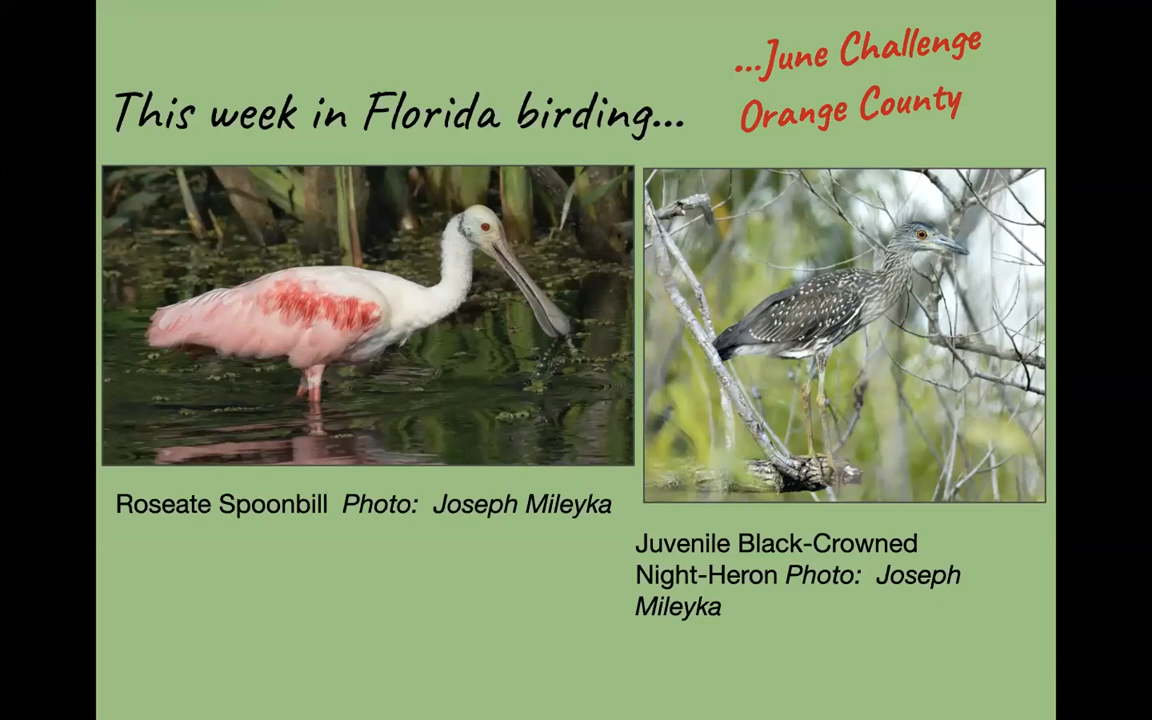 This week in Florida birding...
...June Challenge
Orange County
Roseate Spoonbill  Photo:  Joseph Mileyka
Juvenile Black-Crowned
Night-Heron Photo:  Joseph
Mileyka